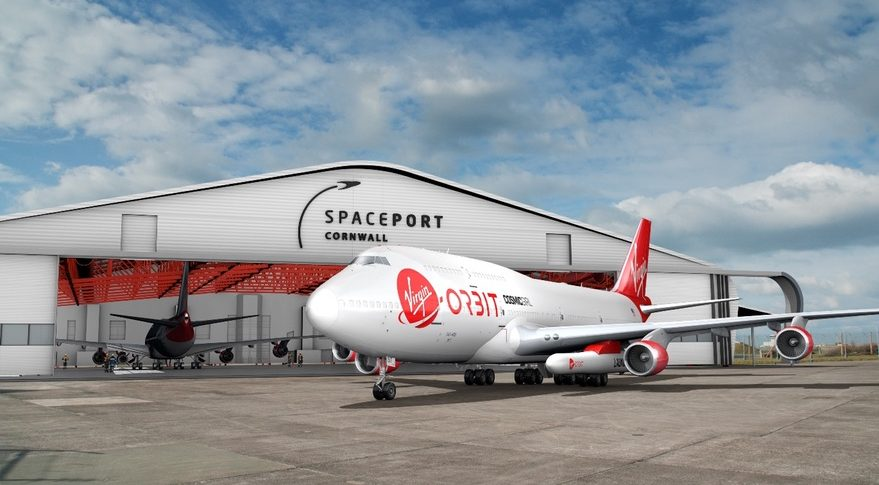 SPACEPORT
CORNWALL
Virgin
ORBIT
COSMIC GIRL
Virgin